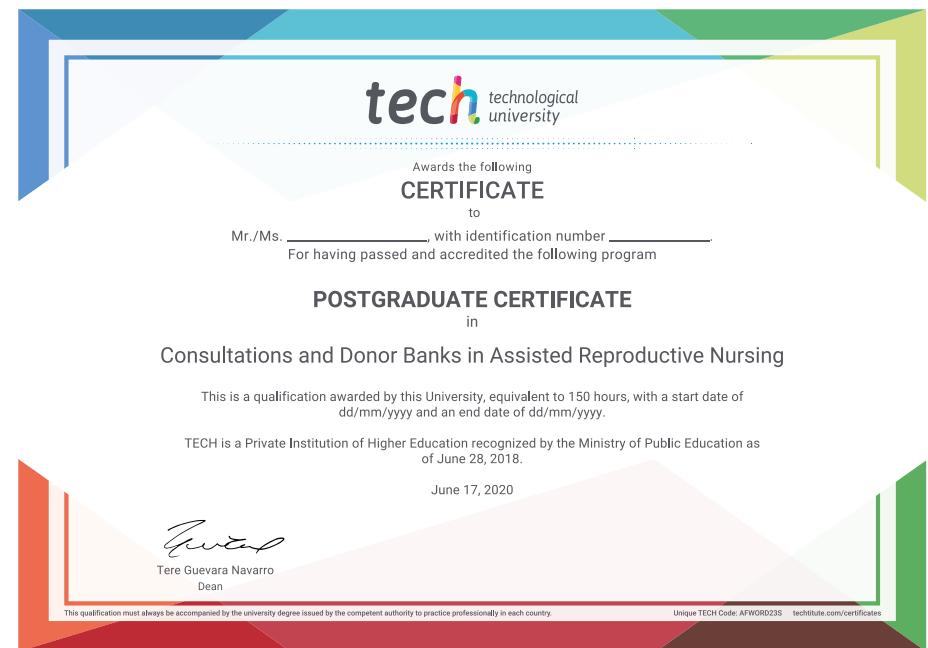 tech technological
university
Awards the following
CERTIFICATE
to
Mr./Ms. ____________, with identification number _________.
For having passed and accredited the following program
POSTGRADUATE CERTIFICATE
in
Consultations and Donor Banks in Assisted Reproductive Nursing
This is a qualification awarded by this University, equivalent to 150 hours, with a start date of
dd/mm/yyyy and an end date of dd/mm/yyyy.
TECH is a Private Institution of Higher Education recognized by the Ministry of Public Education as
of June 28, 2018.
June 17, 2020
Tere Guevara Navarro
Dean
This qualification must always be accompanied by the university degree issued by the competent authority to practice professionally in each country. Unique TECH Code: AFWORD23S techtitute.com/certificates